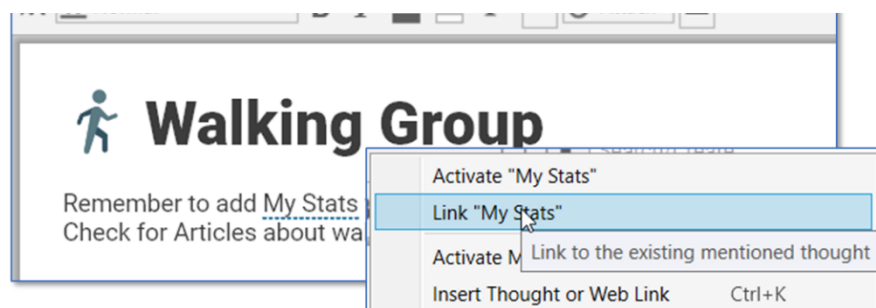 Walking Group
Remember to add My Stats
Check for Articles about wa
Activate "My Stats"
Link "My Stats"
Activate M
Link to the existing mentioned thought
Insert Thought or Web Link Ctrl+K